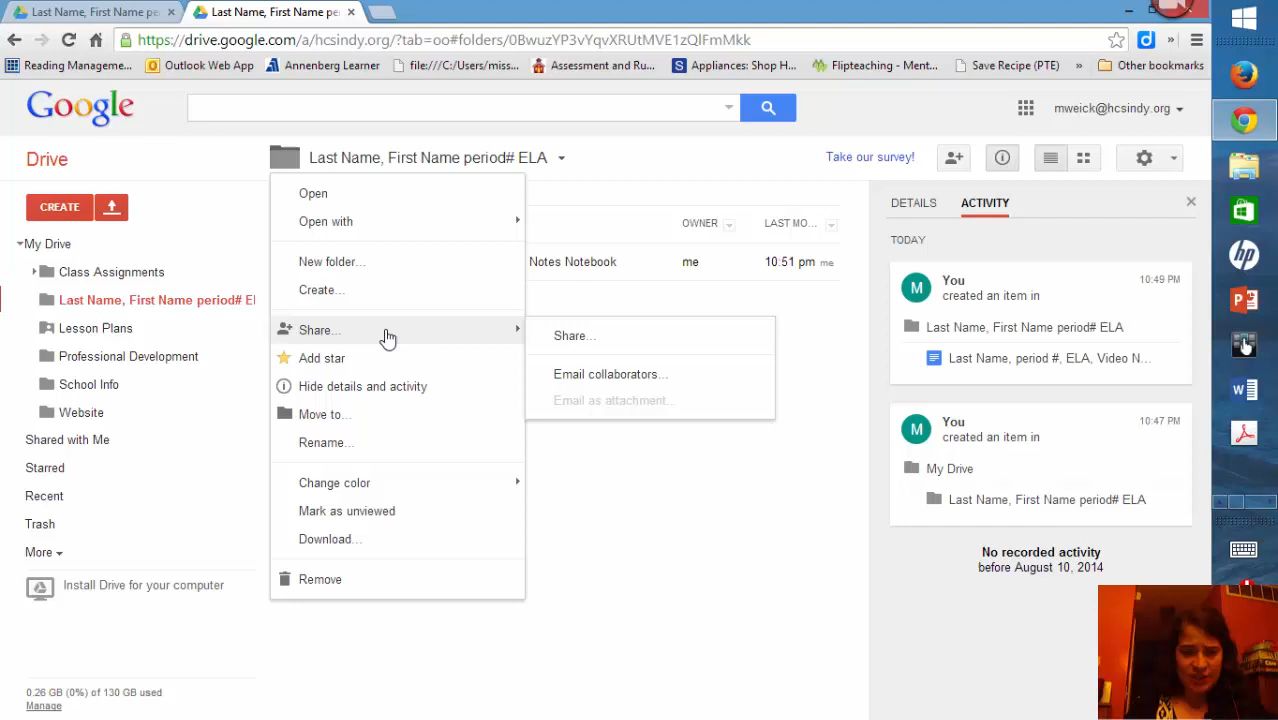 Last Name, First Name pe
Last Name, First Name pe
https://drive.google.com/a/hcsindy.org/?tab=oo#folders/0BwuzYP3vYqvXRUtMVE1zQlFmMkk
Reading Manageme...
Outlook Web App
Annenberg Learner
file:///C:/Users/miss...
Assessment and Ru...
Appliances: Shop H...
Flipteaching - Ment...
Save Recipe (PTE)
»
Other bookmarks
Google
mweick@hcsindy.org
Drive
Last Name, First Name period# ELA
Take our survey!
CREATE
My Drive
Class Assignments
Last Name, First Name period# El
Lesson Plans
Professional Development
School Info
Website
Shared with Me
Starred
Recent
Trash
More
Install Drive for your computer
0.26 GB (0%) of 130 GB used
Manage
Open
Open with
New folder...
Create...
Share...
Add star
Hide details and activity
Move to...
Rename...
Change color
Mark as unviewed
Download...
Remove
Share...
Email collaborators...
Email as attachment...
OWNER
LAST MO...
Notes Notebook
me
10:51 pm me
DETAILS
ACTIVITY
TODAY
M
You
10:49 PM
created an item in
Last Name, First Name period# ELA
Last Name, period #, ELA, Video N...
M
You
10:47 PM
created an item in
My Drive
Last Name, First Name period# ELA
No recorded activity
before August 10, 2014